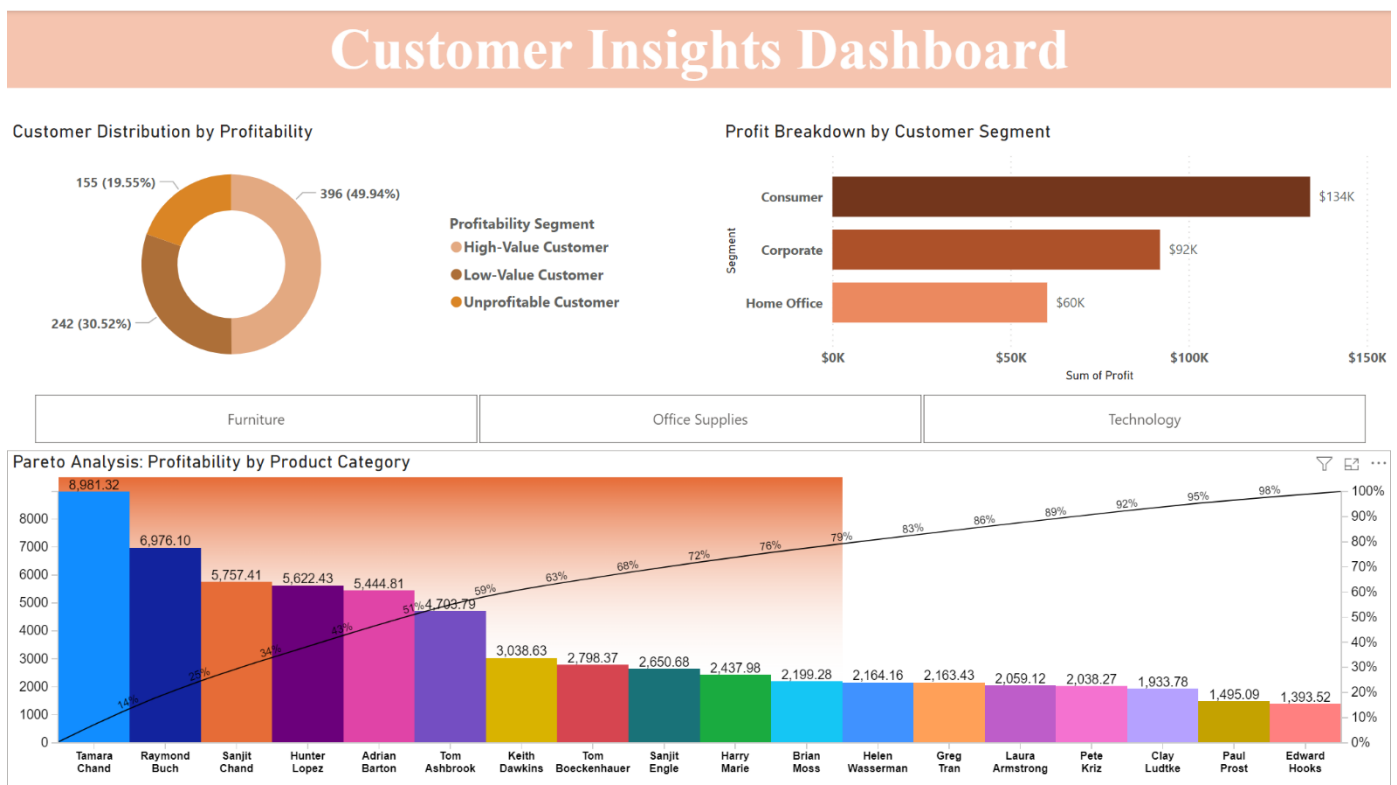 Customer Insights Dashboard
Customer Distribution by Profitability
155 (19.55%)
396 (49.94%)
242 (30.52%)
Profitability Segment
High-Value Customer
Low-Value Customer
Unprofitable Customer
Profit Breakdown by Customer Segment
Segment
Consumer
$134K
Corporate
$92K
Home Office
$60K
$0K
$50K
$100K
$150K
Sum of Profit
Furniture
Office Supplies
Technology
Pareto Analysis: Profitability by Product Category
8000
7000
6000
5000
4000
3000
2000
1000
0
8,981.32
6,976.10
5,757.41
5,622.43
5,444.81
4,703.79
3,038.63
2,798.37
2,650.68
2,437.98
2,199.28
2,164.16
2,163.43
2,059.12
2,038.27
1,933.78
1,495.09
1,393.52
14%
25%
34%
43%
51%
59%
63%
68%
72%
76%
79%
83%
86%
89%
92%
95%
98%
100%
90%
80%
70%
60%
50%
40%
30%
20%
10%
0%
Tamara
Chand
Raymond
Buch
Sanjit
Chand
Hunter
Lopez
Adrian
Barton
Tom
Ashbrook
Keith
Dawkins
Tom
Boeckenhauer
Sanjit
Engle
Harry
Marie
Brian
Moss
Helen
Wasserman
Greg
Tran
Laura
Armstrong
Pete
Kriz
Clay
Ludtke
Paul
Prost
Edward
Hooks